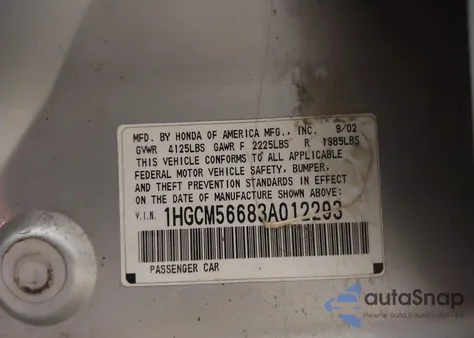 MFD. BY HONDA OF AMERICA MFG., INC. 9/02
GVWR 4125LBS GAWR F 2225LBS R 1985LBS
THIS VEHICLE CONFORMS TO ALL APPLICABLE
FEDERAL MOTOR VEHICLE SAFETY, BUMPER,
AND THEFT PREVENTION STANDARDS IN EFFECT
ON THE DATE OF MANUFACTURE SHOWN ABOVE.
V.I.N. 1HGCM56683A012293
PASSENGER CAR
autaSnap